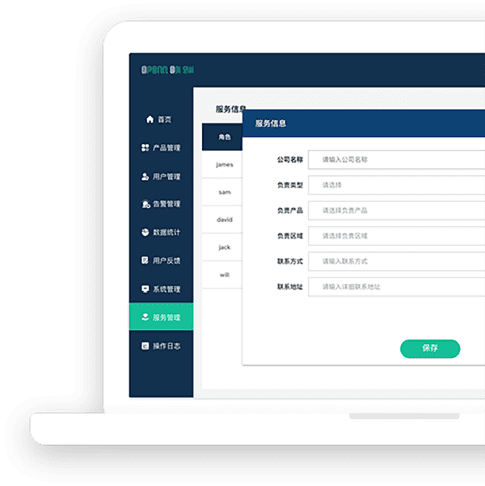 首页
产品管理
用户管理
告警管理
数据统计
用户反馈
系统管理
服务管理
操作日志
服务信息
角色
james
sam
david
jack
will
服务信息
公司名称 请输入公司名称
负责类型 请选择
负责产品 请选择负责产品
负责区域 请选择负责区域
联系方式 请输入联系方式
联系地址 请输入详细联系地址
保存